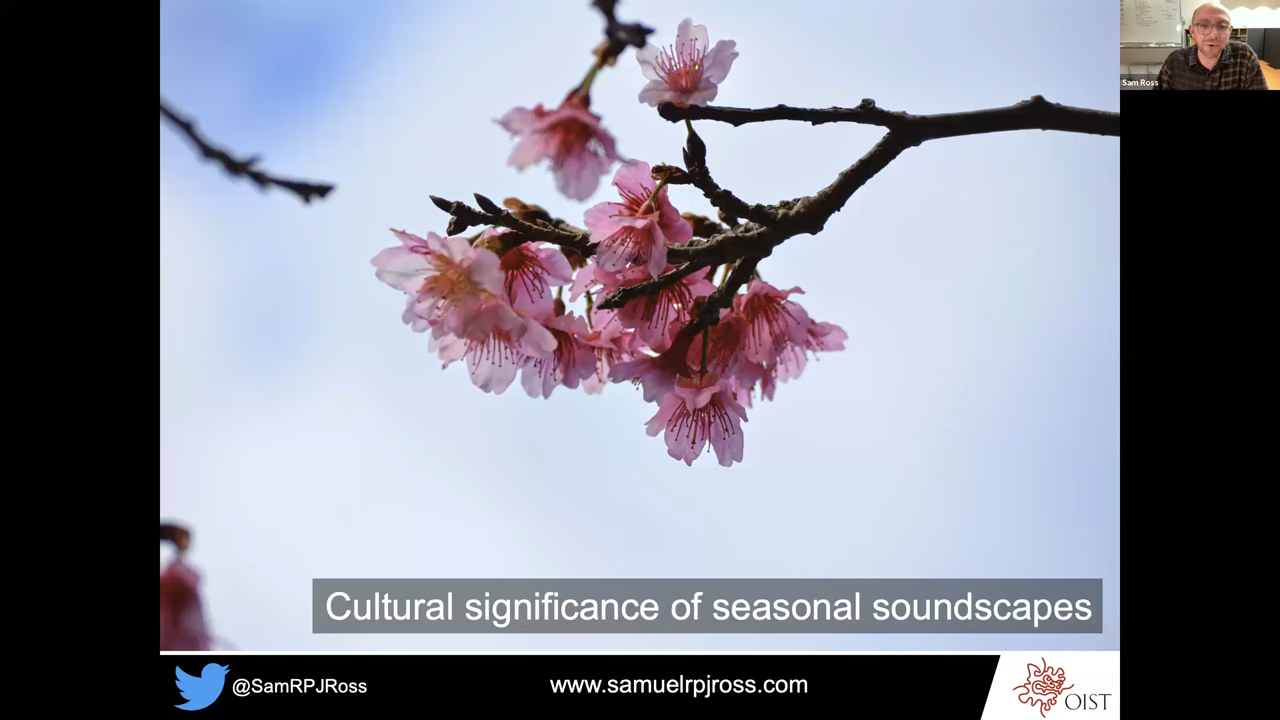 Sam Ross
Cultural significance of seasonal soundscapes
@SamRPJRoss
www.samuelrpjross.com
OIST